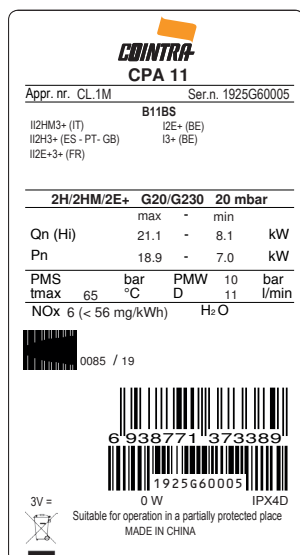 COINTRA
CPA 11
Appr. nr. CL.1M Ser.n. 1925G60005
B11BS
II2HM3+ (IT) I2E+ (BE)
II2H3+ (ES - PT- GB) I3+ (BE)
II2E+3+ (FR)
2H/2HM/2E+ G20/G230 20 mbar
max - min
Qn (Hi) 21.1 - 8.1 kW
Pn 18.9 - 7.0 kW
PMS bar PMW 10 bar
tmax 65 °C D 11 l/min
NOx 6 (< 56 mg/kWh) H2O
0085 / 19
6 938771 373389
1925G60005
3V = 0 W IPX4D
Suitable for operation in a partially protected place
MADE IN CHINA